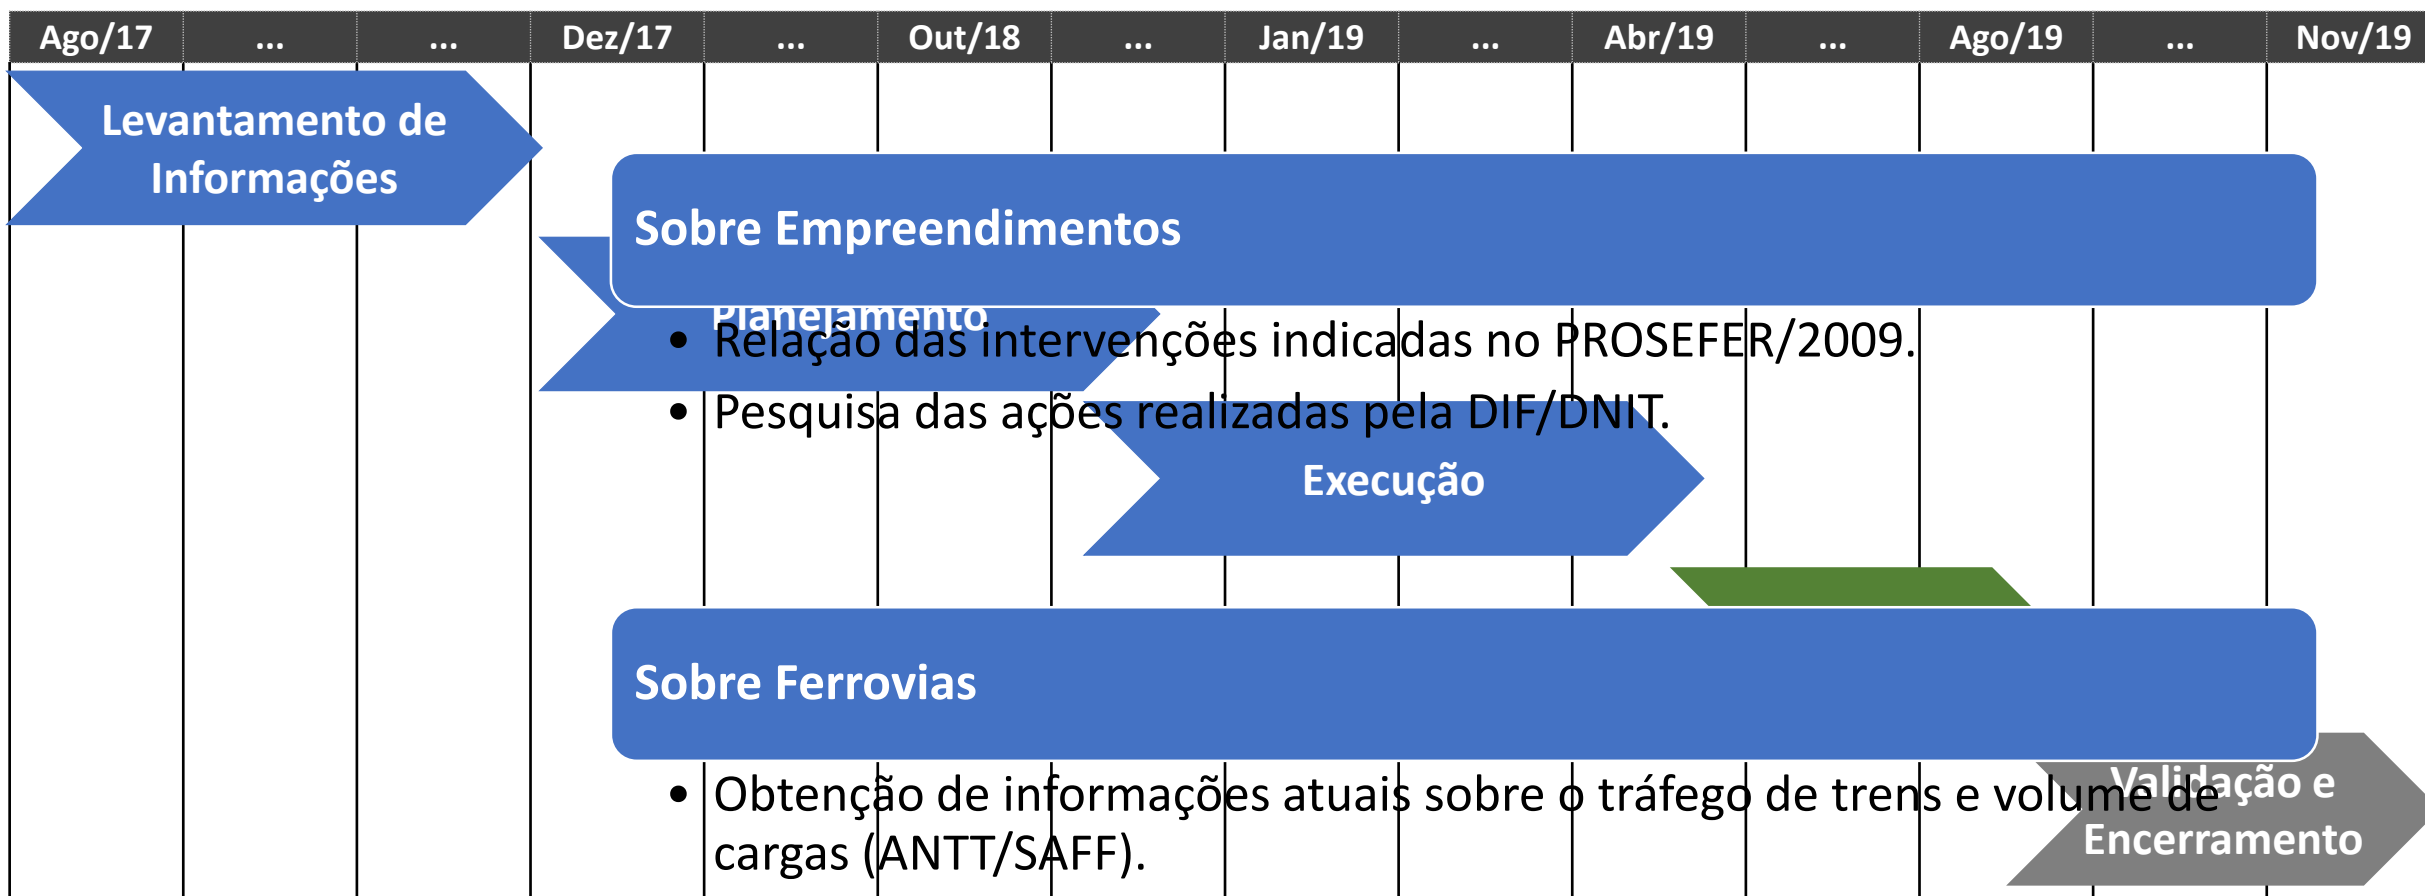 Ago/17 ... ... Dez/17 ... Out/18 ... Jan/19 ... Abr/19 ... Ago/19 ... Nov/19
Levantamento de
Informações
Sobre Empreendimentos
Planejamento
• Relação das intervenções indicadas no PROSEFER/2009.
• Pesquisa das ações realizadas pela DIF/DNIT.
Execução
Sobre Ferrovias
• Obtenção de informações atuais sobre o tráfego de trens e volume de
cargas (ANTT/SAFF).
Validação e
Encerramento